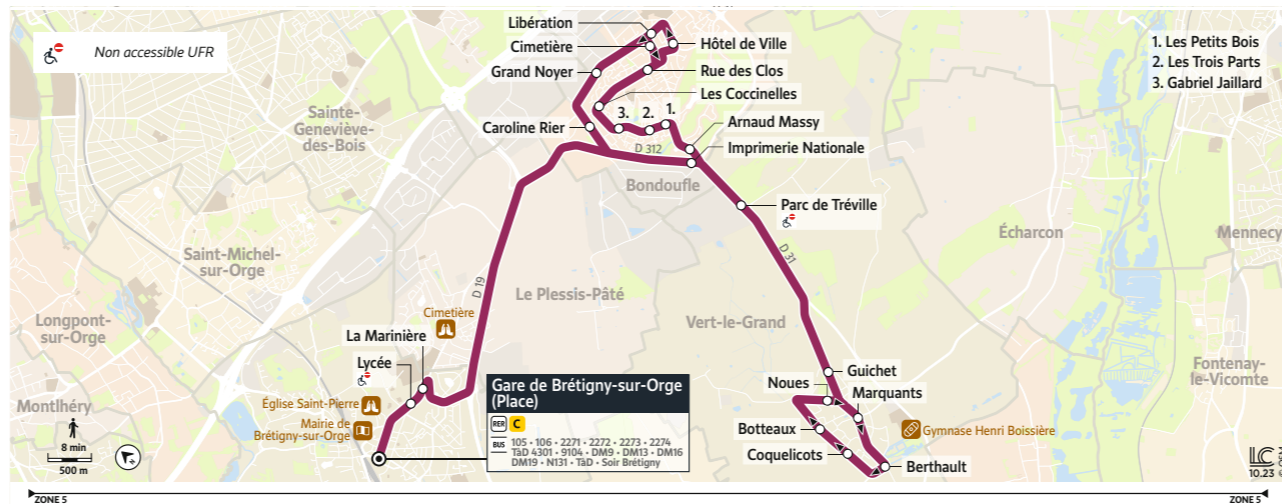 Non accessible UFR
Libération
Cimetière
Hôtel de Ville
Grand Noyer
Rue des Clos
Les Coccinelles
1. Les Petits Bois
2. Les Trois Parts
3. Gabriel Jaillard
3.
2.
1.
Caroline Rier
Arnaud Massy
Imprimerie Nationale
D 312
Sainte-
Geneviève-
des-Bois
Bondoufle
Parc de Tréville
Écharcon
Mennecy
Saint-Michel-
sur-Orge
D 31
D 19
Le Plessis-Pâté
Vert-le-Grand
Longpont-
sur-Orge
Cimetière
La Marinière
Lycée
Guichet
Noues
Marquants
Fontenay-
le-Vicomte
Gare de Brétigny-sur-Orge
(Place)
RER C
BUS
105 • 106 • 2271 • 2272 • 2273 • 2274
TàD 4301 • 9104 • DM9 • DM13 • DM16
DM19 • N131 • TàD • Soir Brétigny
Montlhéry
Église Saint-Pierre
Mairie de
Brétigny-sur-Orge
Botteaux
Coquelicots
Gymnase Henri Boissière
Berthault
8 min
500 m
LC
10.23
ZONE 5
ZONE 5